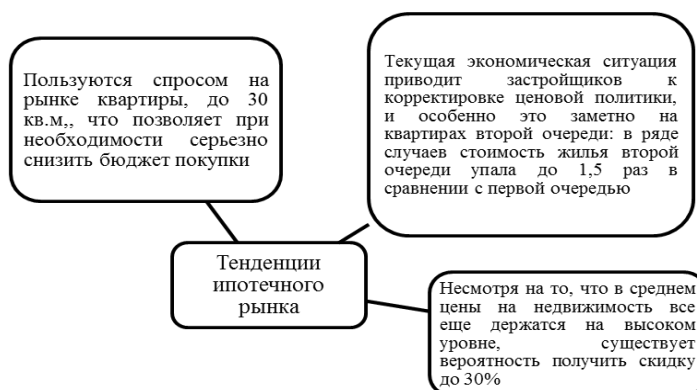 Пользуются спросом на
рынке квартиры, до 30
кв.м,, что позволяет при
необходимости серьезно
снизить бюджет покупки
Текущая экономическая ситуация
приводит застройщиков к
корректировке ценовой политики,
и особенно это заметно на
квартирах второй очереди: в ряде
случаев стоимость жилья второй
очереди упала до 1,5 раз в
сравнении с первой очередью
Тенденции
ипотечного
рынка
Несмотря на то, что в среднем
цены на недвижимость все
еще держатся на высоком
уровне, существует
вероятность получить скидку
до 30%